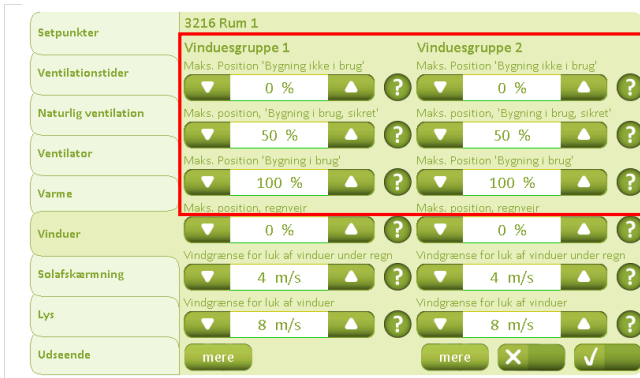 3216 Rum 1
Setpunkter
Ventilationstider
Naturlig ventilation
Ventilator
Varme
Vinduer
Solafskærmning
Lys
Udseende
Vinduesgruppe 1
Maks. Position 'Bygning ikke i brug'
0 %
?
Maks. position, 'Bygning i brug, sikret'
50 %
?
Maks. Position 'Bygning i brug'
100 %
?
Maks. position, regnvejr
0 %
?
Vindgrænse for luk af vinduer under regn
4 m/s
?
Vindgrænse for luk af vinduer
8 m/s
?
mere
Vinduesgruppe 2
Maks. Position 'Bygning ikke i brug'
0 %
?
Maks. position, 'Bygning i brug, sikret'
50 %
?
Maks. Position 'Bygning i brug'
100 %
?
Maks. position, regnvejr
0 %
?
Vindgrænse for luk af vinduer under regn
4 m/s
?
Vindgrænse for luk af vinduer
8 m/s
?
mere